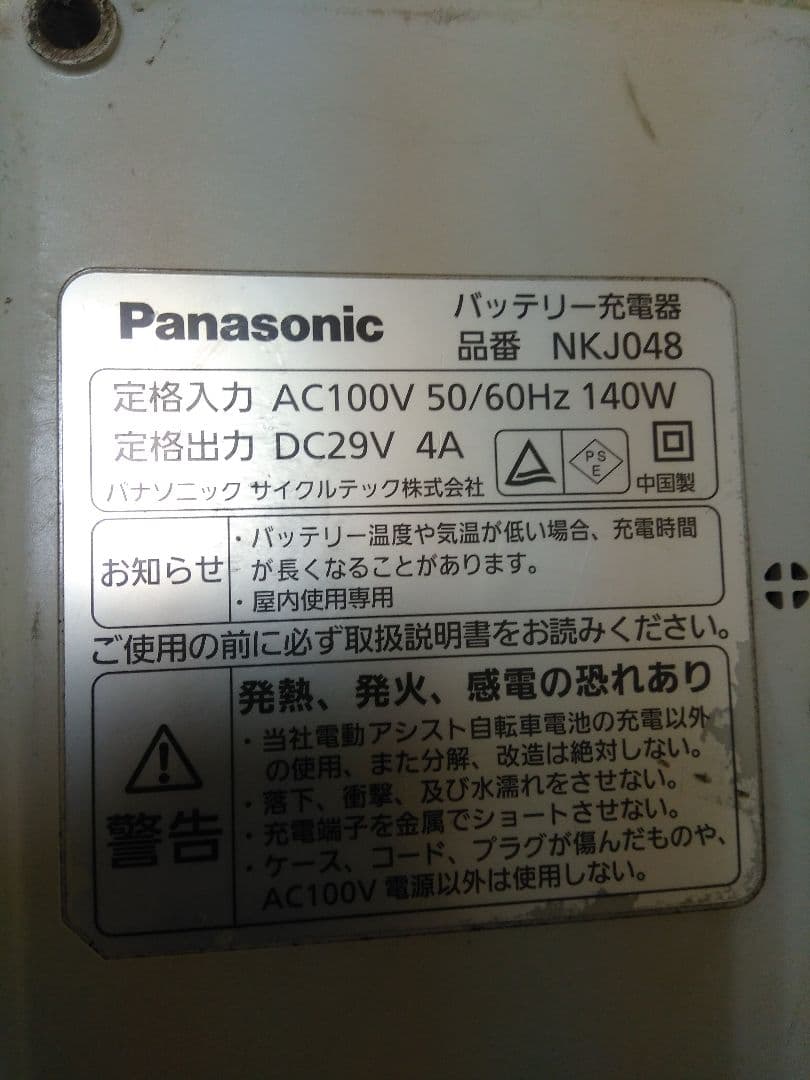 Panasonic
バッテリー充電器
品番 NKJ048
定格入力 AC100V 50/60Hz 140W
定格出力 DC29V 4A
PS
E
パナソニック サイクルテック株式会社
中国製
お知らせ
・バッテリー温度や気温が低い場合、充電時間
が長くなることがあります。
・屋内使用専用
ご使用の前に必ず取扱説明書をお読みください。
警告
発熱、発火、感電の恐れあり
・当社電動アシスト自転車電池の充電以外
の使用、また分解、改造は絶対しない。
・落下、衝撃、及び水濡れをさせない。
・充電端子を金属でショートさせない。
・ケース、コード、プラグが傷んだものや、
AC100V 電源以外は使用しない。